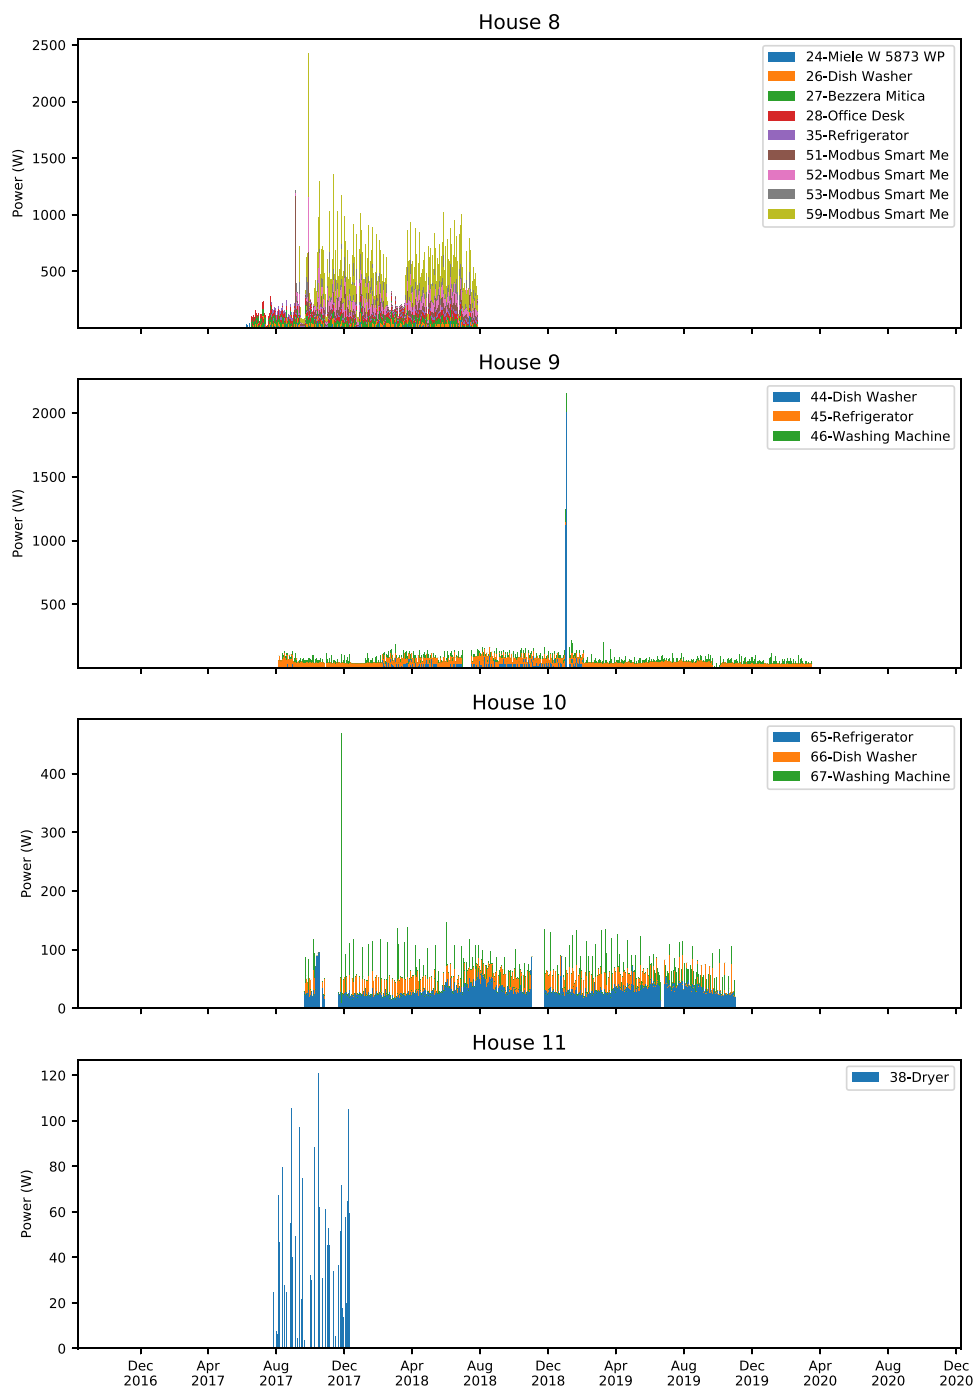 House 8
2500
2000
1500
1000
500
Power (W)
24-Miele W 5873 WP
26-Dish Washer
27-Bezzera Mitica
28-Office Desk
35-Refrigerator
51-Modbus Smart Me
52-Modbus Smart Me
53-Modbus Smart Me
59-Modbus Smart Me
House 9
2000
1500
1000
500
Power (W)
44-Dish Washer
45-Refrigerator
46-Washing Machine
House 10
400
300
200
100
0
Power (W)
65-Refrigerator
66-Dish Washer
67-Washing Machine
House 11
120
100
80
60
40
20
0
Power (W)
38-Dryer
Dec Apr Aug Dec Apr Aug Dec Apr Aug Dec Apr Aug Dec
2016 2017 2017 2017 2018 2018 2018 2019 2019 2019 2020 2020 2020